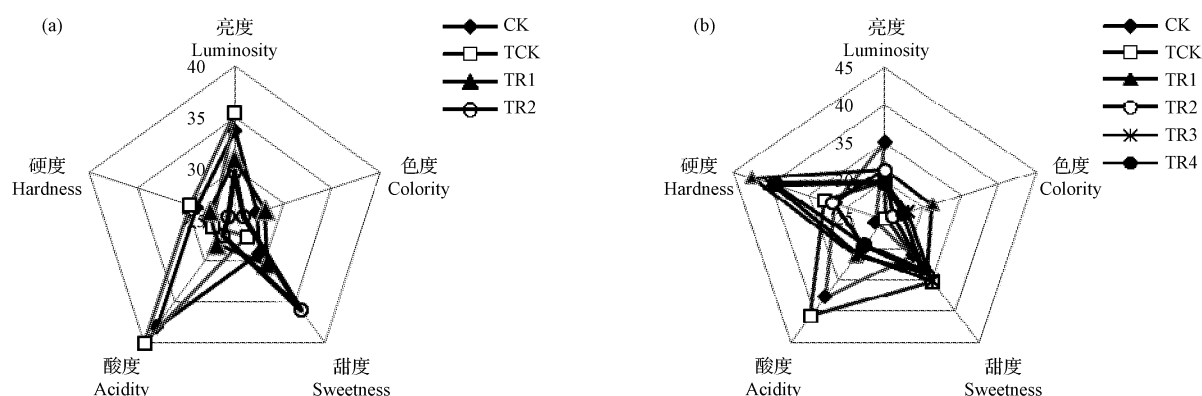 (a)
亮度
Luminosity
CK
TCK
TR1
TR2
40
35
30
硬度
Hardness
色度
Colority
酸度
Acidity
甜度
Sweetness
(b)
亮度
Luminosity
CK
TCK
TR1
TR2
TR3
TR4
45
40
35
硬度
Hardness
色度
Colority
酸度
Acidity
甜度
Sweetness